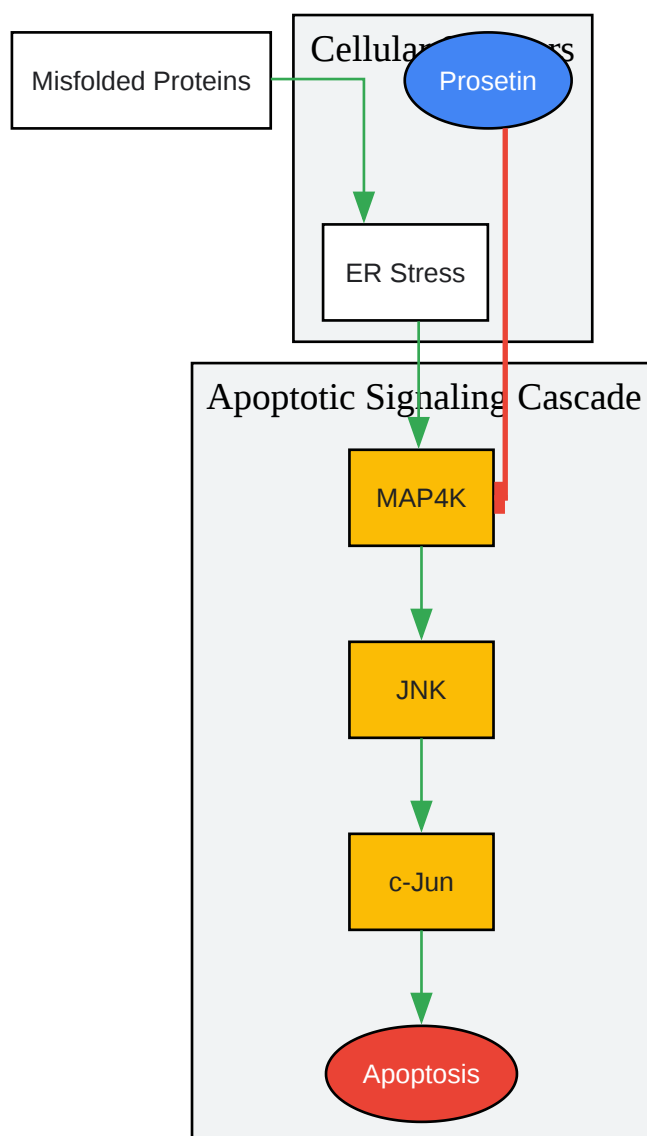 Cellular
Prosetin
Misfolded Proteins
ER Stress
Apoptotic Signaling Cascade
MAP4K
JNK
c-Jun
Apoptosis